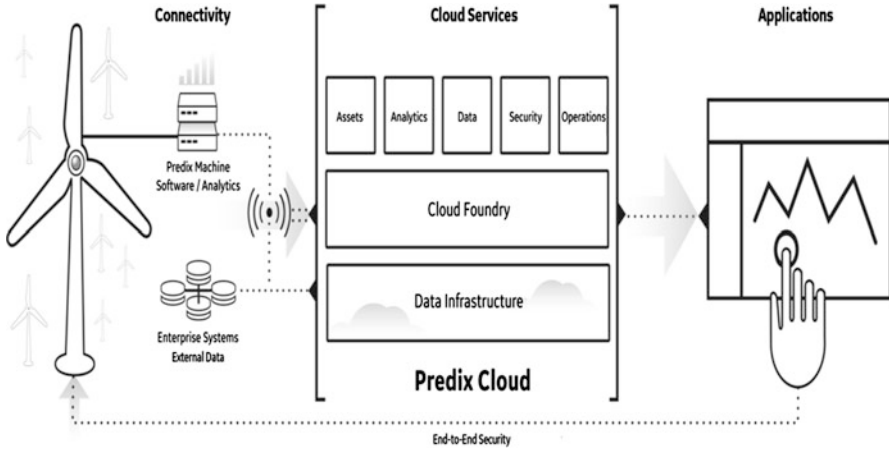 Connectivity
Cloud Services
Applications
Assets
Analytics
Data
Security
Operations
Predix Machine
Software / Analytics
Cloud Foundry
Data Infrastructure
Enterprise Systems
External Data
Predix Cloud
End-to-End Security